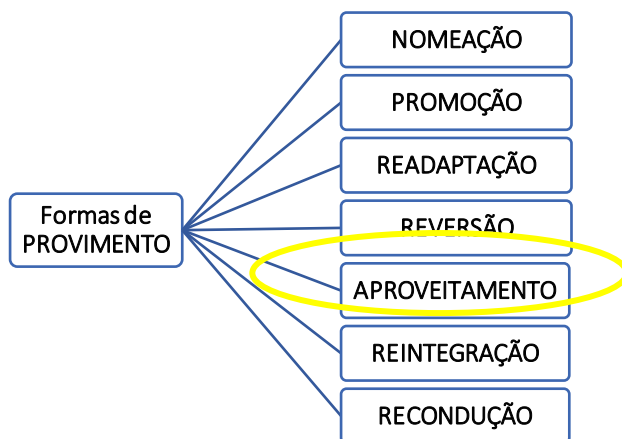 NOMEAÇÃO
PROMOÇÃO
READAPTAÇÃO
Formas de
PROVIMENTO
REVERSÃO
APROVEITAMENTO
REINTEGRAÇÃO
RECONDUÇÃO